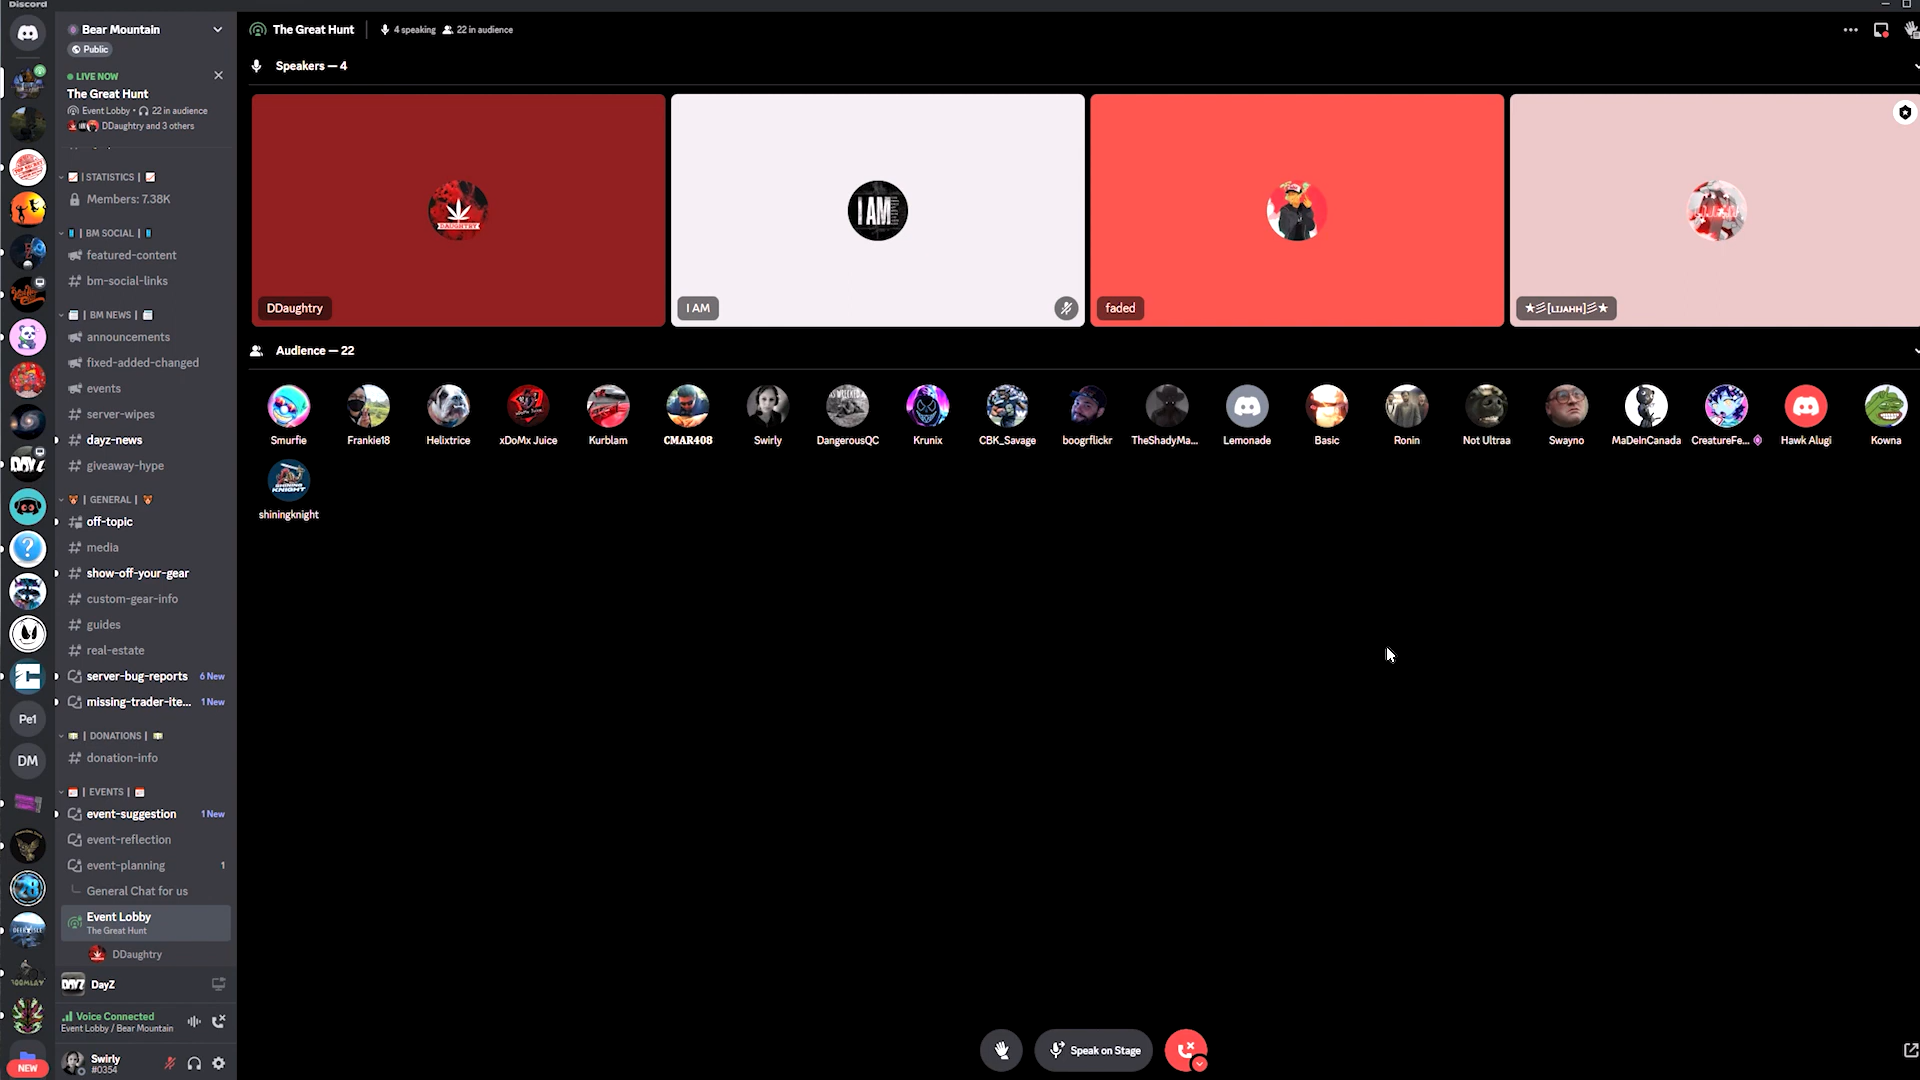 Discord
Bear Mountain
Public
LIVE NOW
The Great Hunt
Event Lobby • 22 in audience
DDaughtry and 3 others
| STATISTICS |
Members: 7.38K
| BM SOCIAL |
featured-content
bm-social-links
| BM NEWS |
announcements
fixed-added-changed
events
server-wipes
dayz-news
giveaway-hype
| GENERAL |
off-topic
media
show-off-your-gear
custom-gear-info
guides
real-estate
server-bug-reports 6 New
missing-trader-ite... 1 New
| DONATIONS |
donation-info
| EVENTS |
event-suggestion 1 New
event-reflection
event-planning 1
General Chat for us
Event Lobby
The Great Hunt
DDaughtry
DayZ
Voice Connected
Event Lobby / Bear Mountain
Swirly
#0354
Pe1
DM
28
NEW
The Great Hunt 4 speaking 22 in audience
Speakers — 4
DAUGHTRY
I AM
DDaughtry
I AM
faded
★彡[ʟɪᴊᴀʜʜ]彡★
Audience — 22
Smurfie Frankie18 Helixtrice xDoMx Juice Kurblam CMAR408 Swirly DangerousQC Krunix CBK_Savage boogrflickr TheShadyMa... Lemonade Basic Ronin Not Ultraa Swayno MaDeInCanada CreatureFe... Hawk Alugi Kowna
shiningknight
Speak on Stage